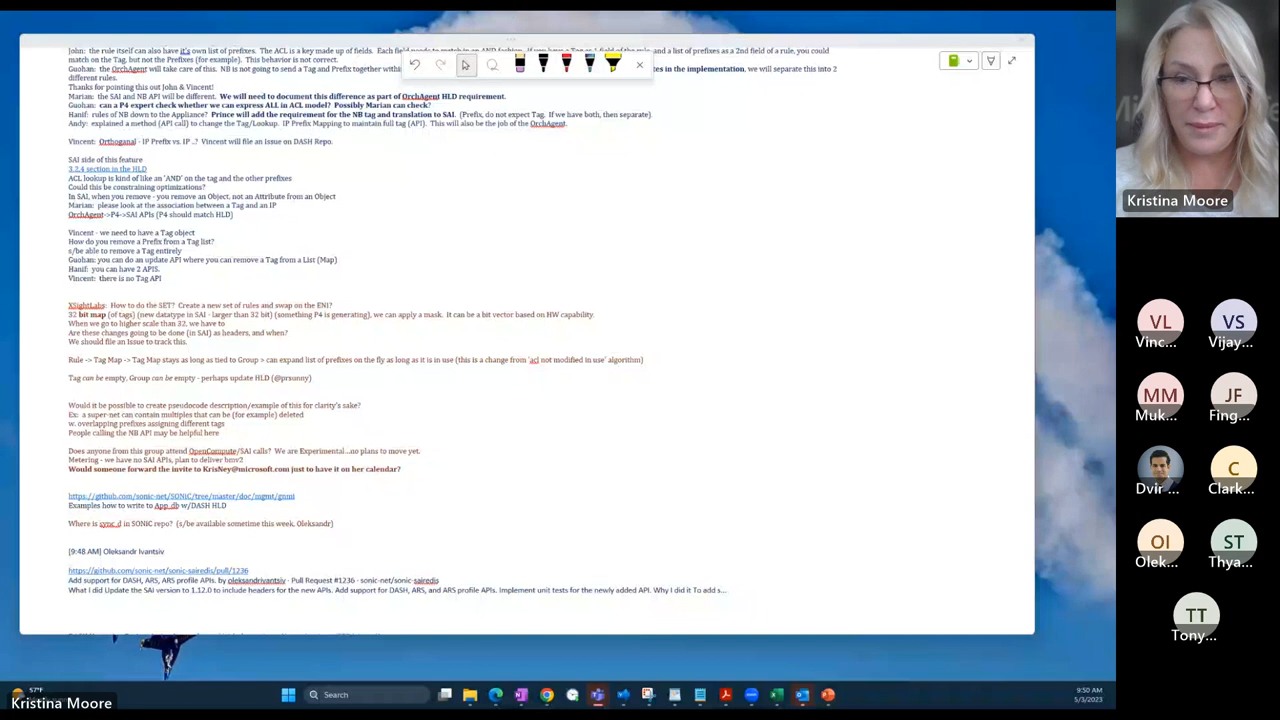 John: the rule itself can also have it's own list of prefixes. The ACL is a key made up of fields. Each field needs to match in an AND fashion. If you have a Tag as 1 field of the rule, and a list of prefixes as a 2nd field of a rule, you could
match on the Tag, but not the Prefixes (for example). This behavior is not correct.
Guohan: the OrchAgent will take care of this. NB is not going to send a Tag and Prefix together within tes in the implementation, we will separate this into 2
different rules.
Thanks for pointing this out John & Vincent!
Marian: the SAI and NB API will be different. We will need to document this difference as part of OrchAgent HLD requirement.
Guohan: can a P4 expert check whether we can express ALL in ACL model? Possibly Marian can check?
Hanif: rules of NB down to the Appliance? Prince will add the requirement for the NB tag and translation to SAI. (Prefix, do not expect Tag. If we have both, then separate).
Andy: explained a method (API call) to change the Tag/Lookup. IP Prefix Mapping to maintain full tag (API). This will also be the job of the OrchAgent.
Vincent: Orthoganal - IP Prefix vs. IP ..? Vincent will file an Issue on DASH Repo.
SAI side of this feature
3.2.4 section in the HLD
ACL lookup is kind of like an 'AND' on the tag and the other prefixes
Could this be constraining optimizations?
In SAI, when you remove - you remove an Object, not an Attribute from an Object
Marian: please look at the association between a Tag and an IP
OrchAgent->P4->SAI APIs (P4 should match HLD)
Vincent - we need to have a Tag object
How do you remove a Prefix from a Tag list?
s/be able to remove a Tag entirely
Guohan: you can do an update API where you can remove a Tag from a List (Map)
Hanif: you can have 2 APIS.
Vincent: there is no Tag API
XSightLabs: How to do the SET? Create a new set of rules and swap on the ENI?
32 bit map (of tags) (new datatype in SAI - larger than 32 bit) (something P4 is generating), we can apply a mask. It can be a bit vector based on HW capability.
When we go to higher scale than 32, we have to
Are these changes going to be done (in SAI) as headers, and when?
We should file an Issue to track this.
Rule -> Tag Map -> Tag Map stays as long as tied to Group > can expand list of prefixes on the fly as long as it is in use (this is a change from 'acl not modified in use' algorithm)
Tag can be empty, Group can be empty - perhaps update HLD (@prsunny)
Would it be possible to create pseudocode description/example of this for clarity's sake?
Ex: a super-net can contain multiples that can be (for example) deleted
w. overlapping prefixes assigning different tags
People calling the NB API may be helpful here
Does anyone from this group attend OpenCompute/SAI calls? We are Experimental...no plans to move yet.
Metering - we have no SAI APIs, plan to deliver bmv2
Would someone forward the invite to KrisNey@microsoft.com just to have it on her calendar?
https://github.com/sonic-net/SONiC/tree/master/doc/mgmt/gnmi
Examples how to write to App_db w/DASH HLD
Where is sync_d in SONiC repo? (s/be available sometime this week, Oleksandr)
[9:48 AM] Oleksandr Ivantsiv
https://github.com/sonic-net/sonic-sairedis/pull/1236
Add support for DASH, ARS, ARS profile APIs. by oleksandrivantsiv · Pull Request #1236 · sonic-net/sonic-sairedis
What I did Update the SAI version to 1.12.0 to include headers for the new APIs. Add support for DASH, ARS, and ARS profile APIs. Implement unit tests for the newly added API. Why I did it To add s...
Kristina Moore
VL
Vinc...
VS
Vijay...
MM
Muk...
JF
Fing...
Dvir ...
C
Clark...
OI
Olek...
ST
Thya...
TT
Tony...
57°F
Kristina Moore
Search
9:50 AM
5/3/2023